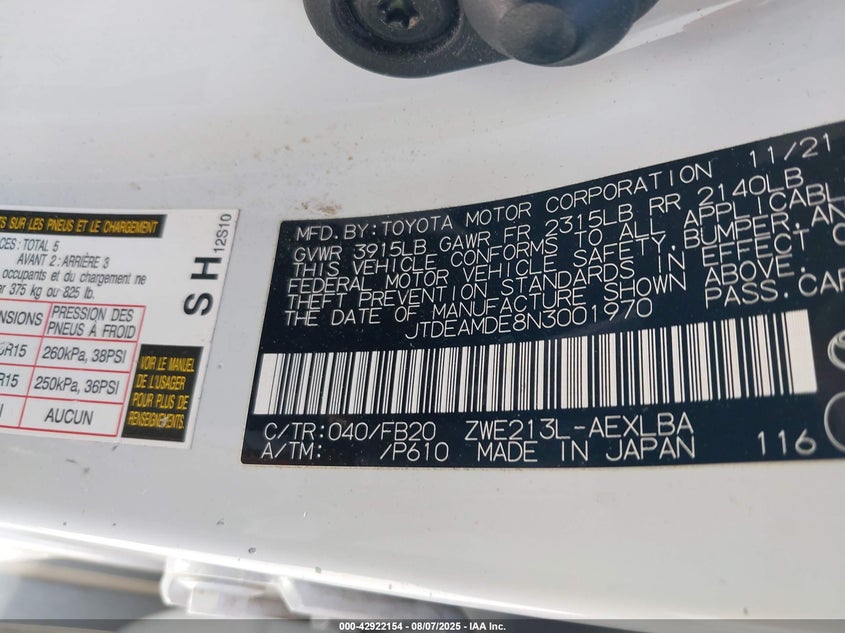 TS SUR LES PNEUS ET LE CHARGEMENT
CES: TOTAL 5
AVANT 2: ARRIÈRE 3
occupants et du chargement ne
er 375 kg ou 825 lb.
ENSIONS
PRESSION DES
PNEUS À FROID
R15
260kPa, 38PSI
R15
250kPa, 36PSI
AUCUN
VOIR LE MANUEL
DE L'USAGER
POUR PLUS DE
RENSEIGNEMENTS.
SH 12S10
MFD. BY: TOYOTA MOTOR CORPORATION 11/21
GVWR 3915LB GAWR FR 2315LB RR 2140LB
THIS VEHICLE CONFORMS TO ALL APPLICABL
FEDERAL MOTOR VEHICLE SAFETY, BUMPER, AN
THEFT PREVENTION STANDARDS IN EFFECT O
THE DATE OF MANUFACTURE SHOWN ABOVE.
JTDEAMDE8N3001970 PASS. CAR
C/TR: 040/FB20 ZWE213L-AEXLBA
A/TM: /P610 MADE IN JAPAN 116
000-42922154 - 08/07/2025 - IAA Inc.